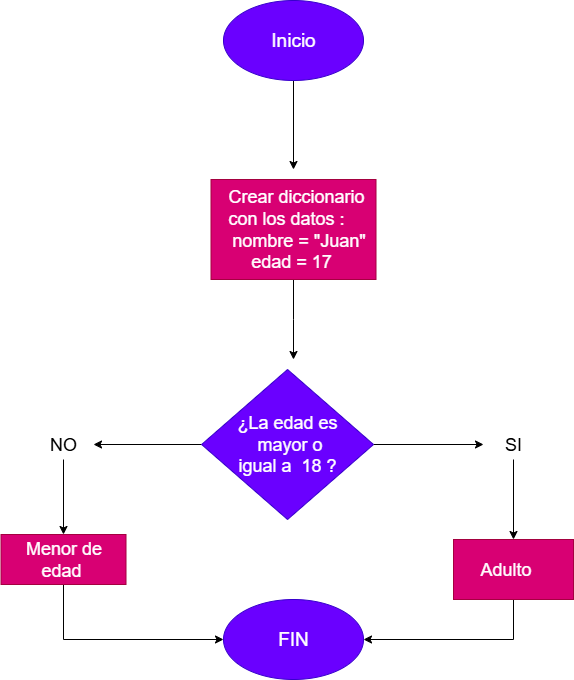 Inicio
Crear diccionario
con los datos :
nombre = "Juan"
edad = 17
¿La edad es
mayor o
igual a 18 ?
NO
SI
Menor de
edad
Adulto
FIN